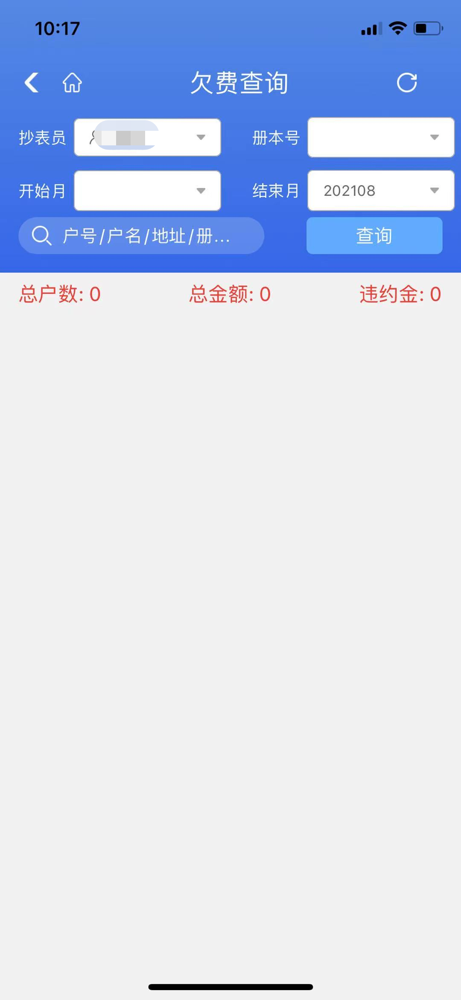 10:17
欠费查询
抄表员
册本号
开始月
结束月 202108
户号/户名/地址/册...
查询
总户数: 0 总金额: 0 违约金: 0